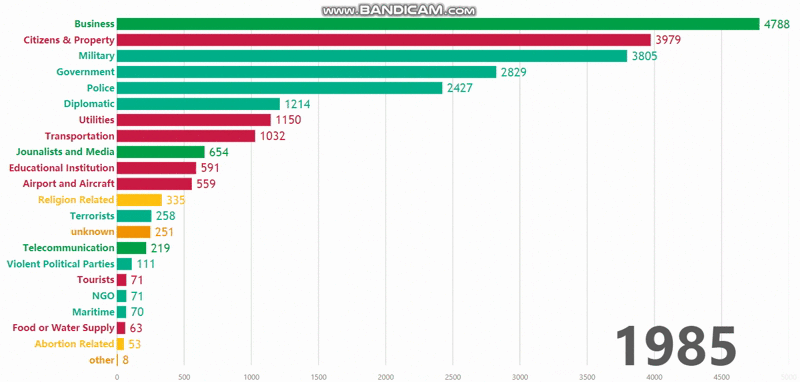 www.BANDICAM.com
Business 4788
Citizens & Property 3979
Military 3805
Government 2829
Police 2427
Diplomatic 1214
Utilities 1150
Transportation 1032
Jounalists and Media 654
Educational Institution 591
Airport and Aircraft 559
Religion Related 335
Terrorists 258
unknown 251
Telecommunication 219
Violent Political Parties 111
Tourists 71
NGO 71
Maritime 70
Food or Water Supply 63
Abortion Related 53
other 8
1985
0 500 1000 1500 2000 2500 3000 3500 4000 4500 5000